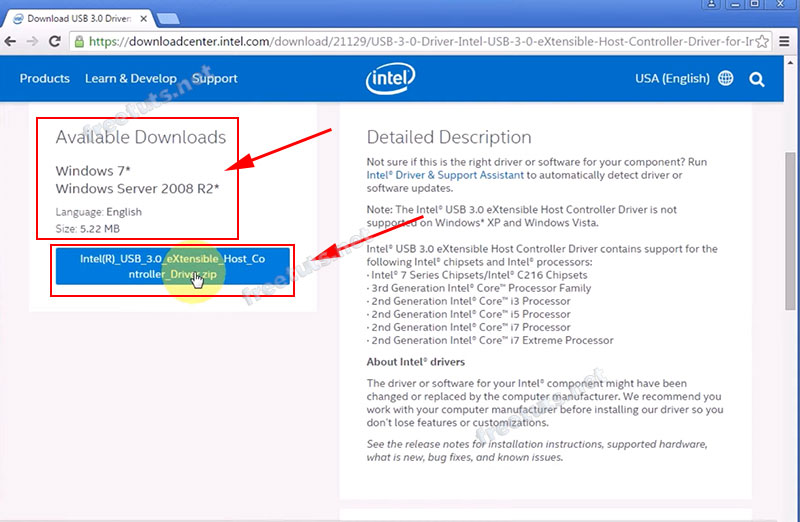 Download USB 3.0 Driver
https://downloadcenter.intel.com/download/21129/USB-3-0-Driver-Intel-USB-3-0-eXtensible-Host-Controller-Driver-for-Ir
Products Learn & Develop Support
intel
USA (English)
Available Downloads
Windows 7*
Windows Server 2008 R2*
Language: English
Size: 5.22 MB
Intel(R)_USB_3.0_eXtensible_Host_Co
ntroller_Driver.zip
Detailed Description
Not sure if this is the right driver or software for your component? Run
Intel® Driver & Support Assistant to automatically detect driver or
software updates.
Note: The Intel® USB 3.0 eXtensible Host Controller Driver is not
supported on Windows* XP and Windows Vista.
Intel® USB 3.0 eXtensible Host Controller Driver contains support for the
following Intel® chipsets and Intel® processors:
· Intel® 7 Series Chipsets/Intel® C216 Chipsets
· 3rd Generation Intel® Core™ Processor Family
· 2nd Generation Intel® Core™ i3 Processor
· 2nd Generation Intel® Core™ i5 Processor
· 2nd Generation Intel® Core™ i7 Processor
· 2nd Generation Intel® Core™ i7 Extreme Processor
About Intel® drivers
The driver or software for your Intel® component might have been
changed or replaced by the computer manufacturer. We recommend you
work with your computer manufacturer before installing our driver so you
don't lose features or customizations.
See the release notes for installation instructions, supported hardware,
what is new, bug fixes, and known issues.
freetuts.net
freetuts.net
freetuts.net